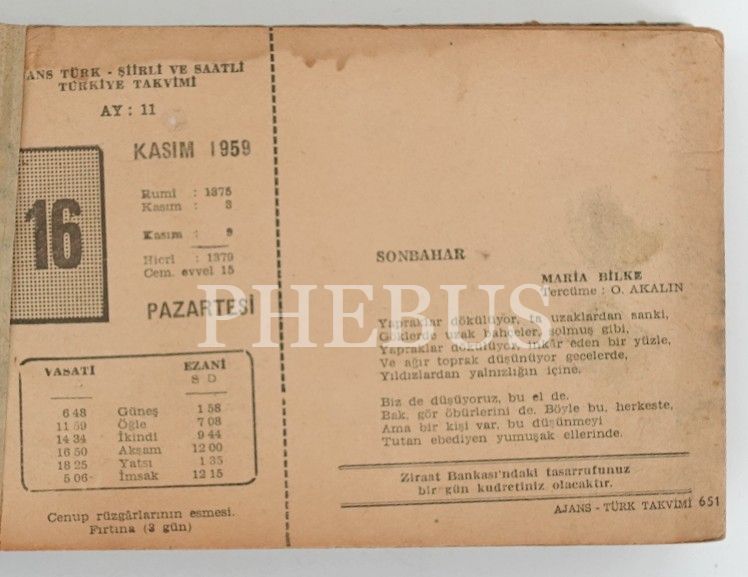 ANS TÜRK - ŞİİRLİ VE SAATLİ
TÜRKİYE TAKVİMİ
AY : 11
KASIM 1959
16
Rumî : 1375
Kasım : 3
Kasım : 9
Hicri : 1379
Cem. evvel 15
PAZARTESİ
VASATİ EZANİ
S D
6 48 Güneş 1 58
11 59 Öğle 7 08
14 34 İkindi 9 44
16 50 Akşam 12 00
18 25 Yatsı 1 35
5 06 İmsak 12 15
Cenup rüzgârlarının esmesi.
Fırtına (3 gün)
SONBAHAR
MARİA BİLKE
Tercüme : O. AKALIN
Yapraklar dökülüyor, ta uzaklardan sanki,
Göklerde uzak bahçeler, solmuş gibi,
Yapraklar dökülüyor, inkâr eden bir yüzle,
Ve ağır toprak düşünüyor gecelerde,
Yıldızlardan yalnızlığın içine.
Biz de düşüyoruz, bu el de.
Bak, gör öbürlerini de. Böyle bu, herkeste,
Ama bir kişi var, bu düşünmeyi
Tutan ebediyen yumuşak ellerinde.
Ziraat Bankası'ndaki tasarrufunuz
bir gün kudretiniz olacaktır.
AJANS - TÜRK TAKVİMİ 651
PHEBUS